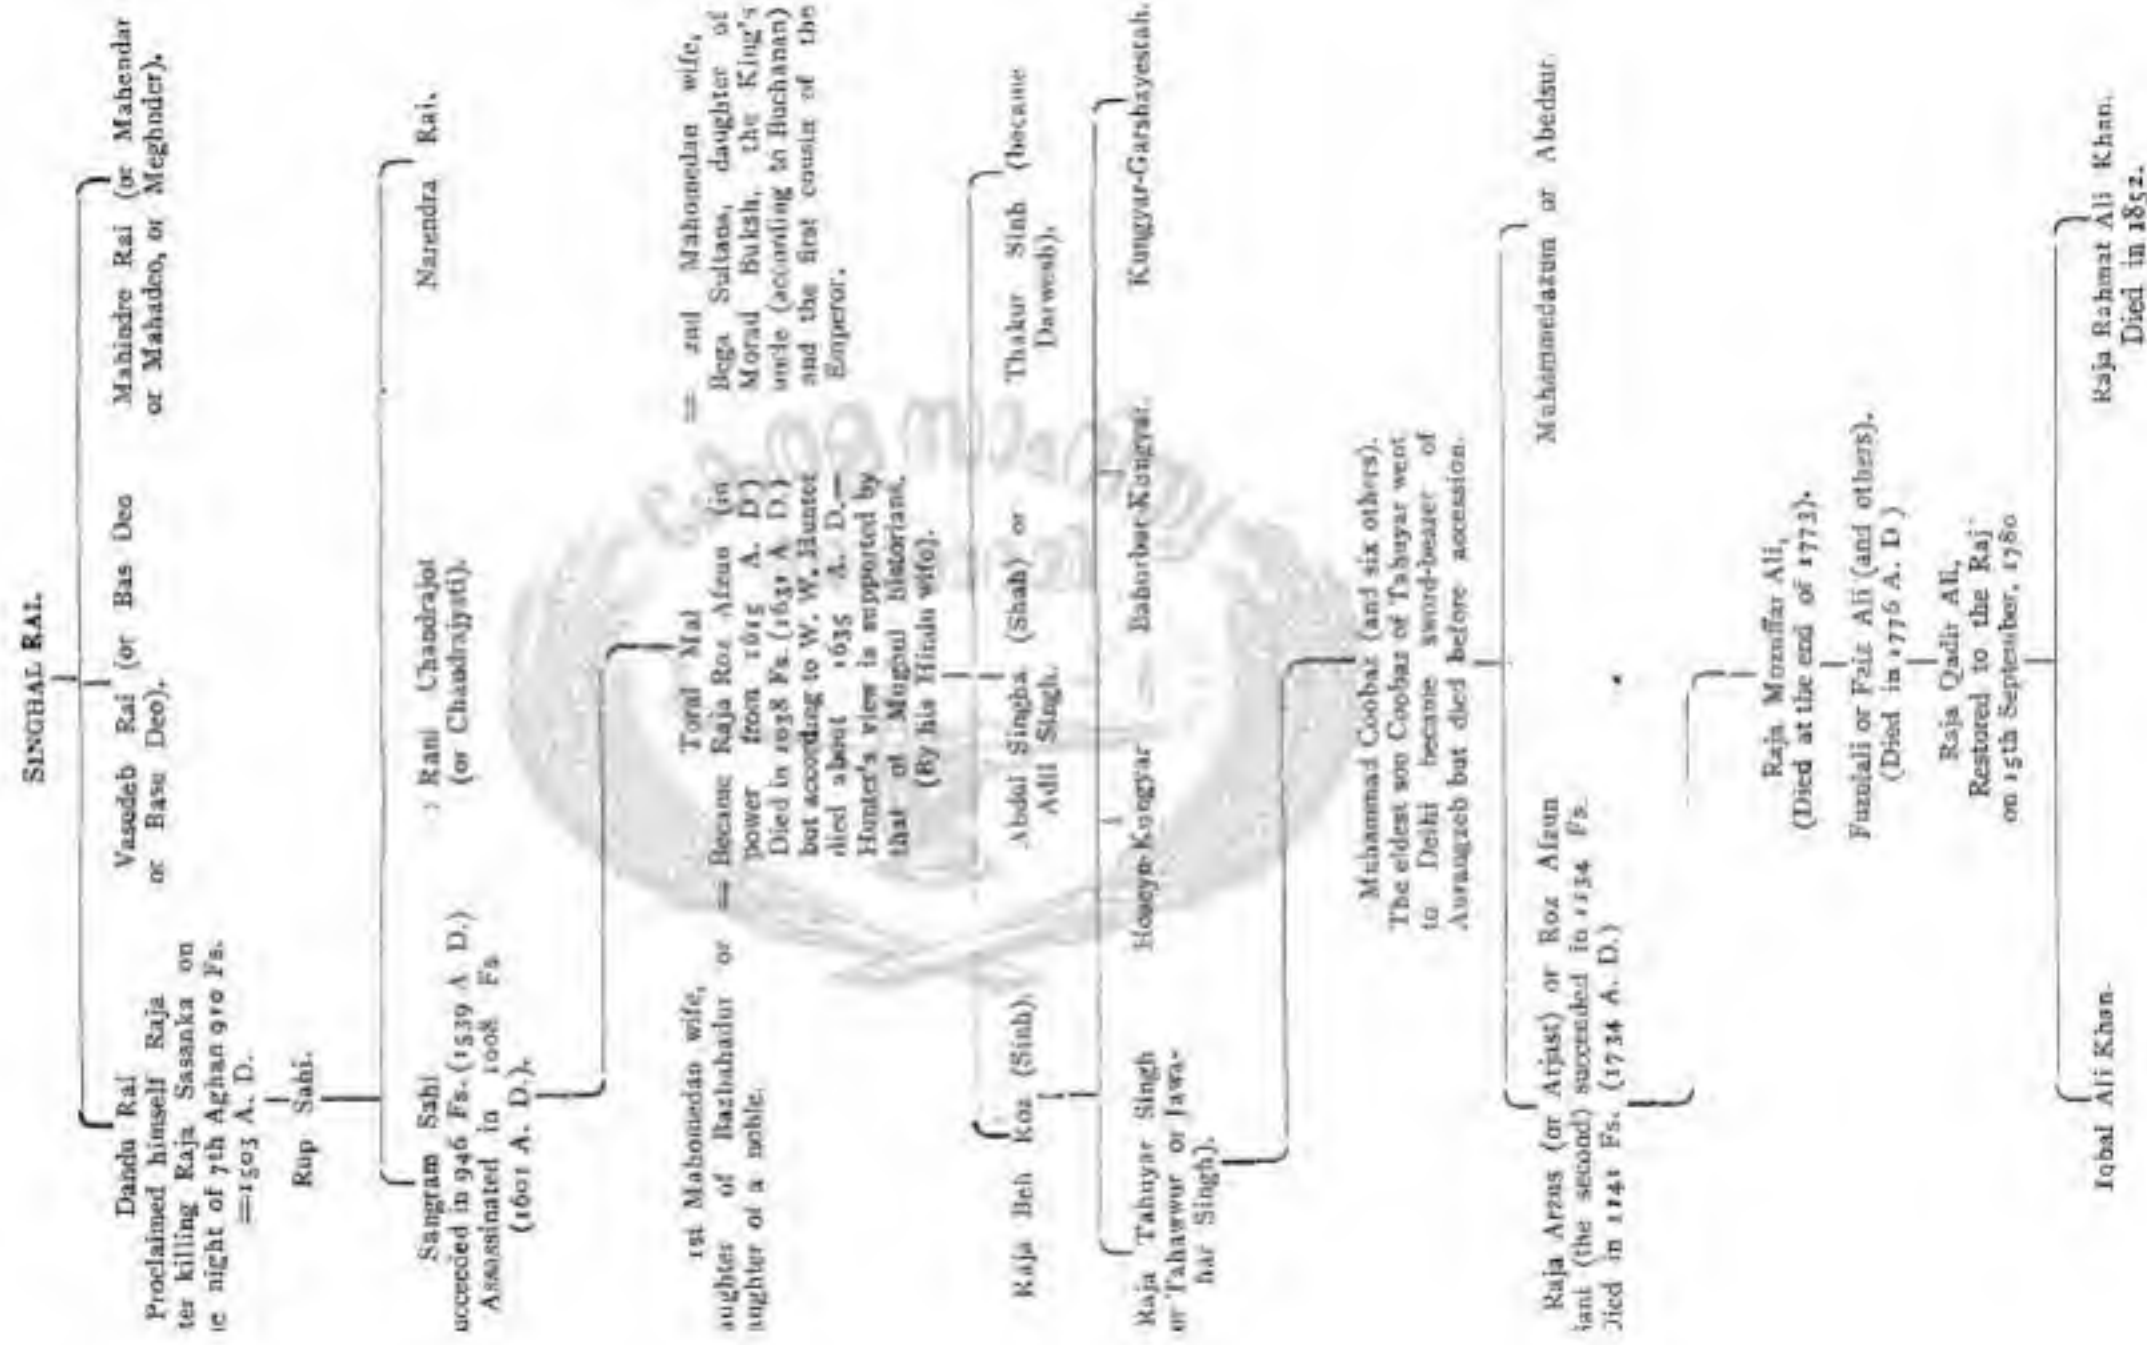 SINGHAL RAI.
Dandu Rai
Proclaimed himself Raja
ter killing Raja Sasanka on
e night of 7th Aghan 910 Fs.
=1503 A. D.
Vasudeb Rai (or Bas Deo
or Basu Deo).
Mahindre Rai (or Mahendar
or Mahadeo, or Meghnder).
Rup Sahi.
Sangram Sahi
ucceeded in 946 Fs. (1539 A D.)
Assassinated in 1008 Fs
(1601 A. D.).
: Rani Chandrajot
(or Chandrajyoti).
Narendra Rai.
1st Mahomedan wife,
aughter of Bazbahadur or
aughter of a noble.
Toral Mal
= Became Raja Roz Afzun (in
power from 1615 A. D)
Died in 1038 Fs. (1631 A D.)
but according to W. W. Hunter
died about 1635 A. D.—
Hunter's view is supported by
that of Mugoul historians.
(By his Hindu wife).
= 2nd Mahomedan wife,
Bega Sultana, daughter of
Morad Buksh, the King's
uncle (according to Buchanan)
and the first cousin of the
Emperor.
Raja Beh Roz (Sinh).
Abdul Singha (Shah) or
Adil Singh.
Thakur Sinh (became
Darwesh).
Raja Tahuyar Singh
or Tahawwur or Jawa-
har Singh).
Kungyar
Bahorbur-Kungyar.
Kungyar-Garshayestah.
Muhammad Coobar (and six others).
The eldest son Coobar of Tahuyar went
to Delhi became sword-bearer of
Aurangzeb but died before accession.
Raja Arzus (or Arjast) or Roz Afzun
sani (the second) succeeded in 1134 Fs.
Died in 1141 Fs. (1734 A. D.)
Muhammedazum or Abedsur.
Raja Mozuffar Ali,
(Died at the end of 1773).
Fuzulali or Faiz Ali (and others).
(Died in 1776 A. D)
Raja Qadir Ali,
Restored to the Raj
on 15th September, 1780
Iqbal Ali Khan.
Raja Rahmat Ali Khan.
Died in 1852.